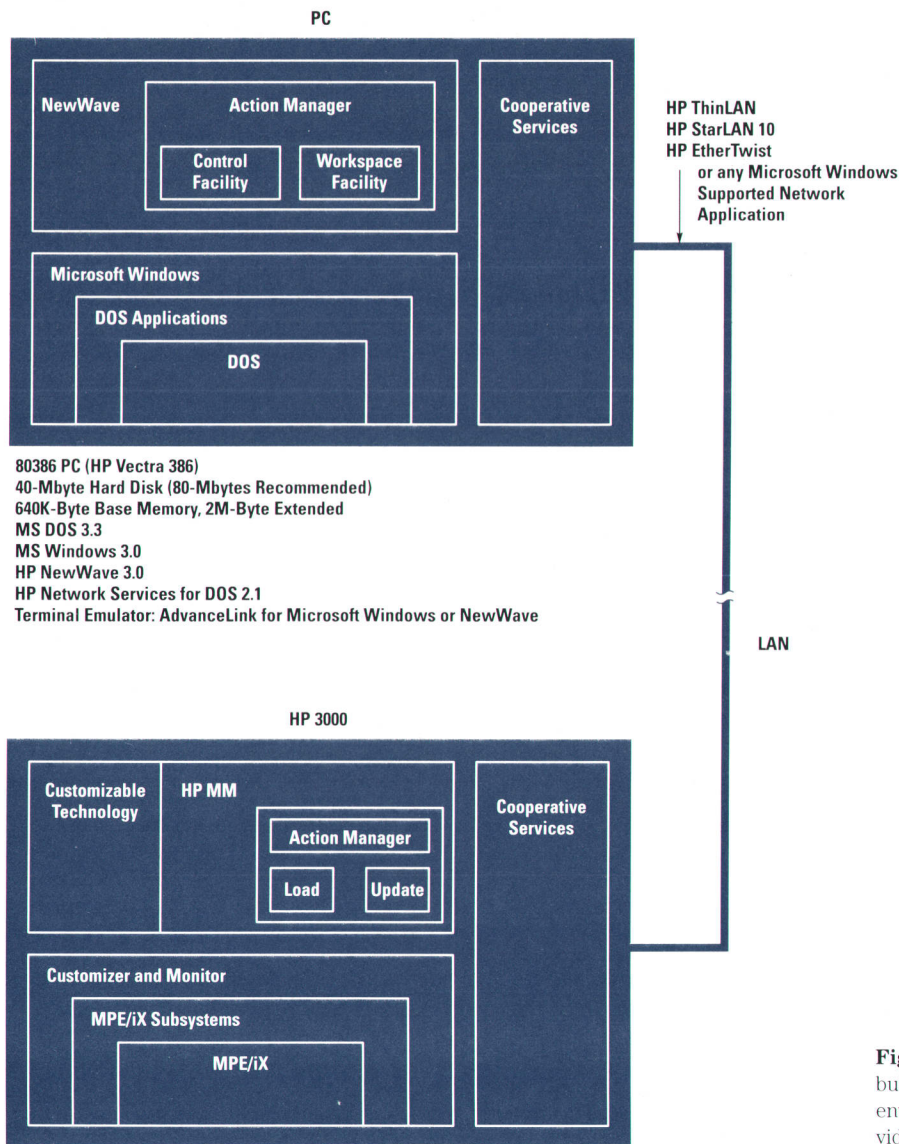 PC
NewWave
Action Manager
Control
Facility
Workspace
Facility
Cooperative
Services
HP ThinLAN
HP StarLAN 10
HP EtherTwist
or any Microsoft Windows
Supported Network
Application
Microsoft Windows
DOS Applications
DOS
80386 PC (HP Vectra 386)
40-Mbyte Hard Disk (80-Mbytes Recommended)
640K-Byte Base Memory, 2M-Byte Extended
MS DOS 3.3
MS Windows 3.0
HP NewWave 3.0
HP Network Services for DOS 2.1
Terminal Emulator: AdvanceLink for Microsoft Windows or NewWave
LAN
HP 3000
Customizable
Technology
HP MM
Action Manager
Load
Update
Cooperative
Services
Customizer and Monitor
MPE/iX Subsystems
MPE/iX